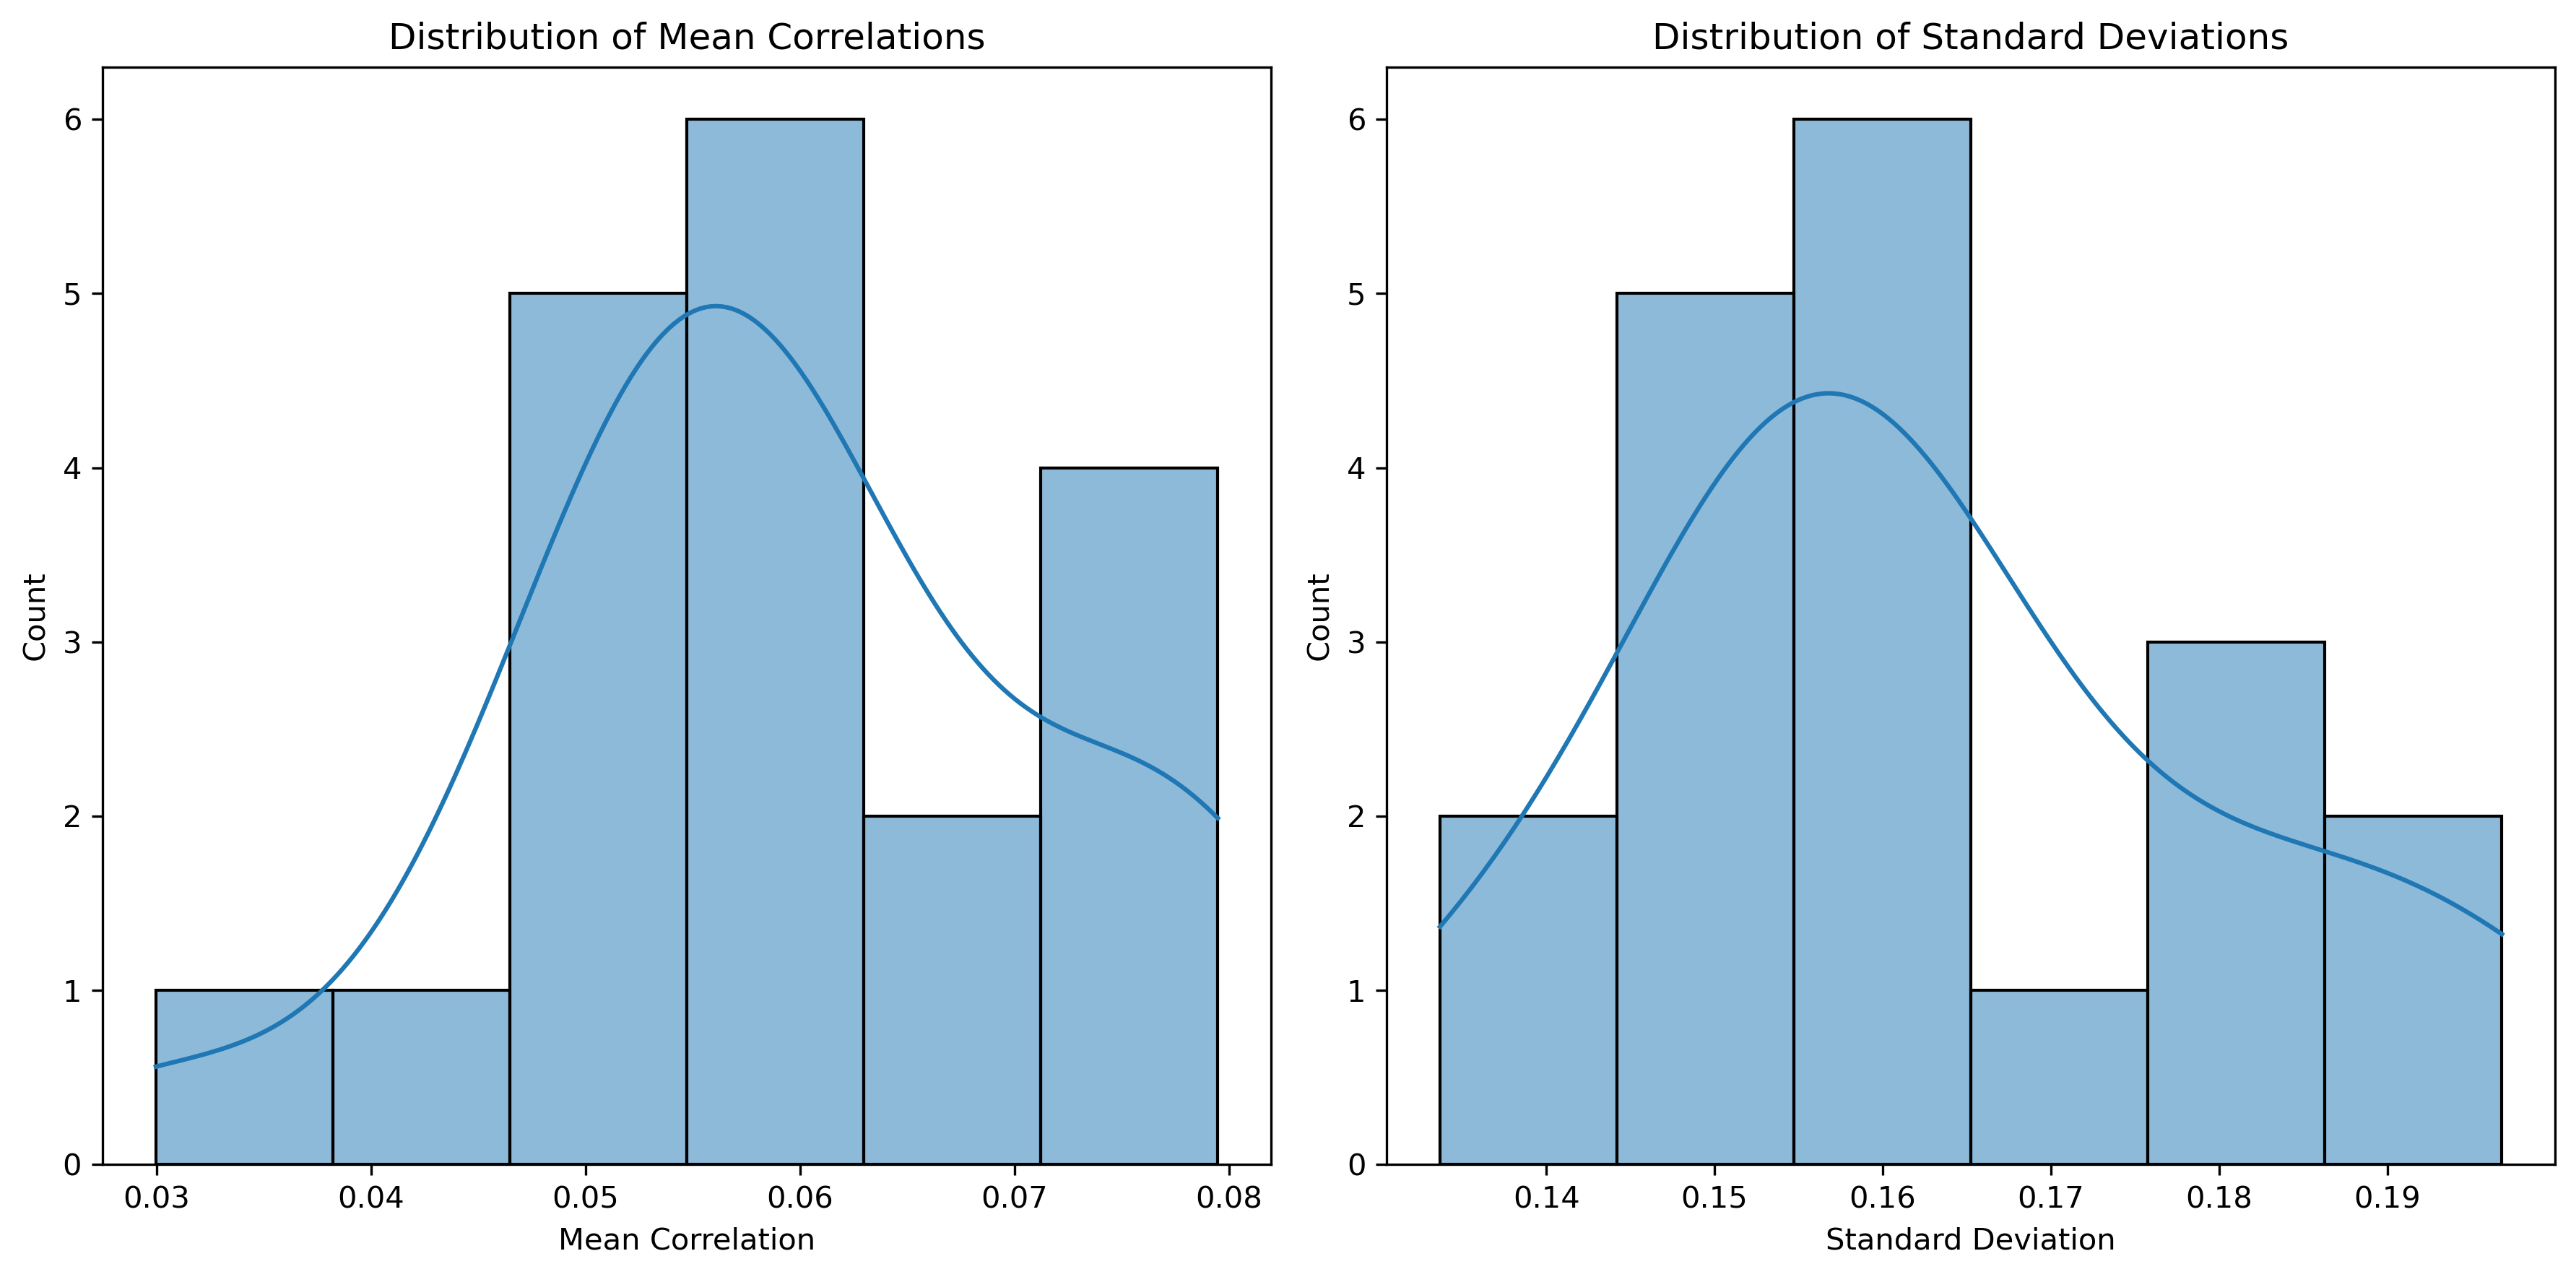 Distribution of Mean Correlations
6
5
4
3
2
1
0
Count
0.03 0.04 0.05 0.06 0.07 0.08
Mean Correlation
Distribution of Standard Deviations
6
5
4
3
2
1
0
Count
0.14 0.15 0.16 0.17 0.18 0.19
Standard Deviation